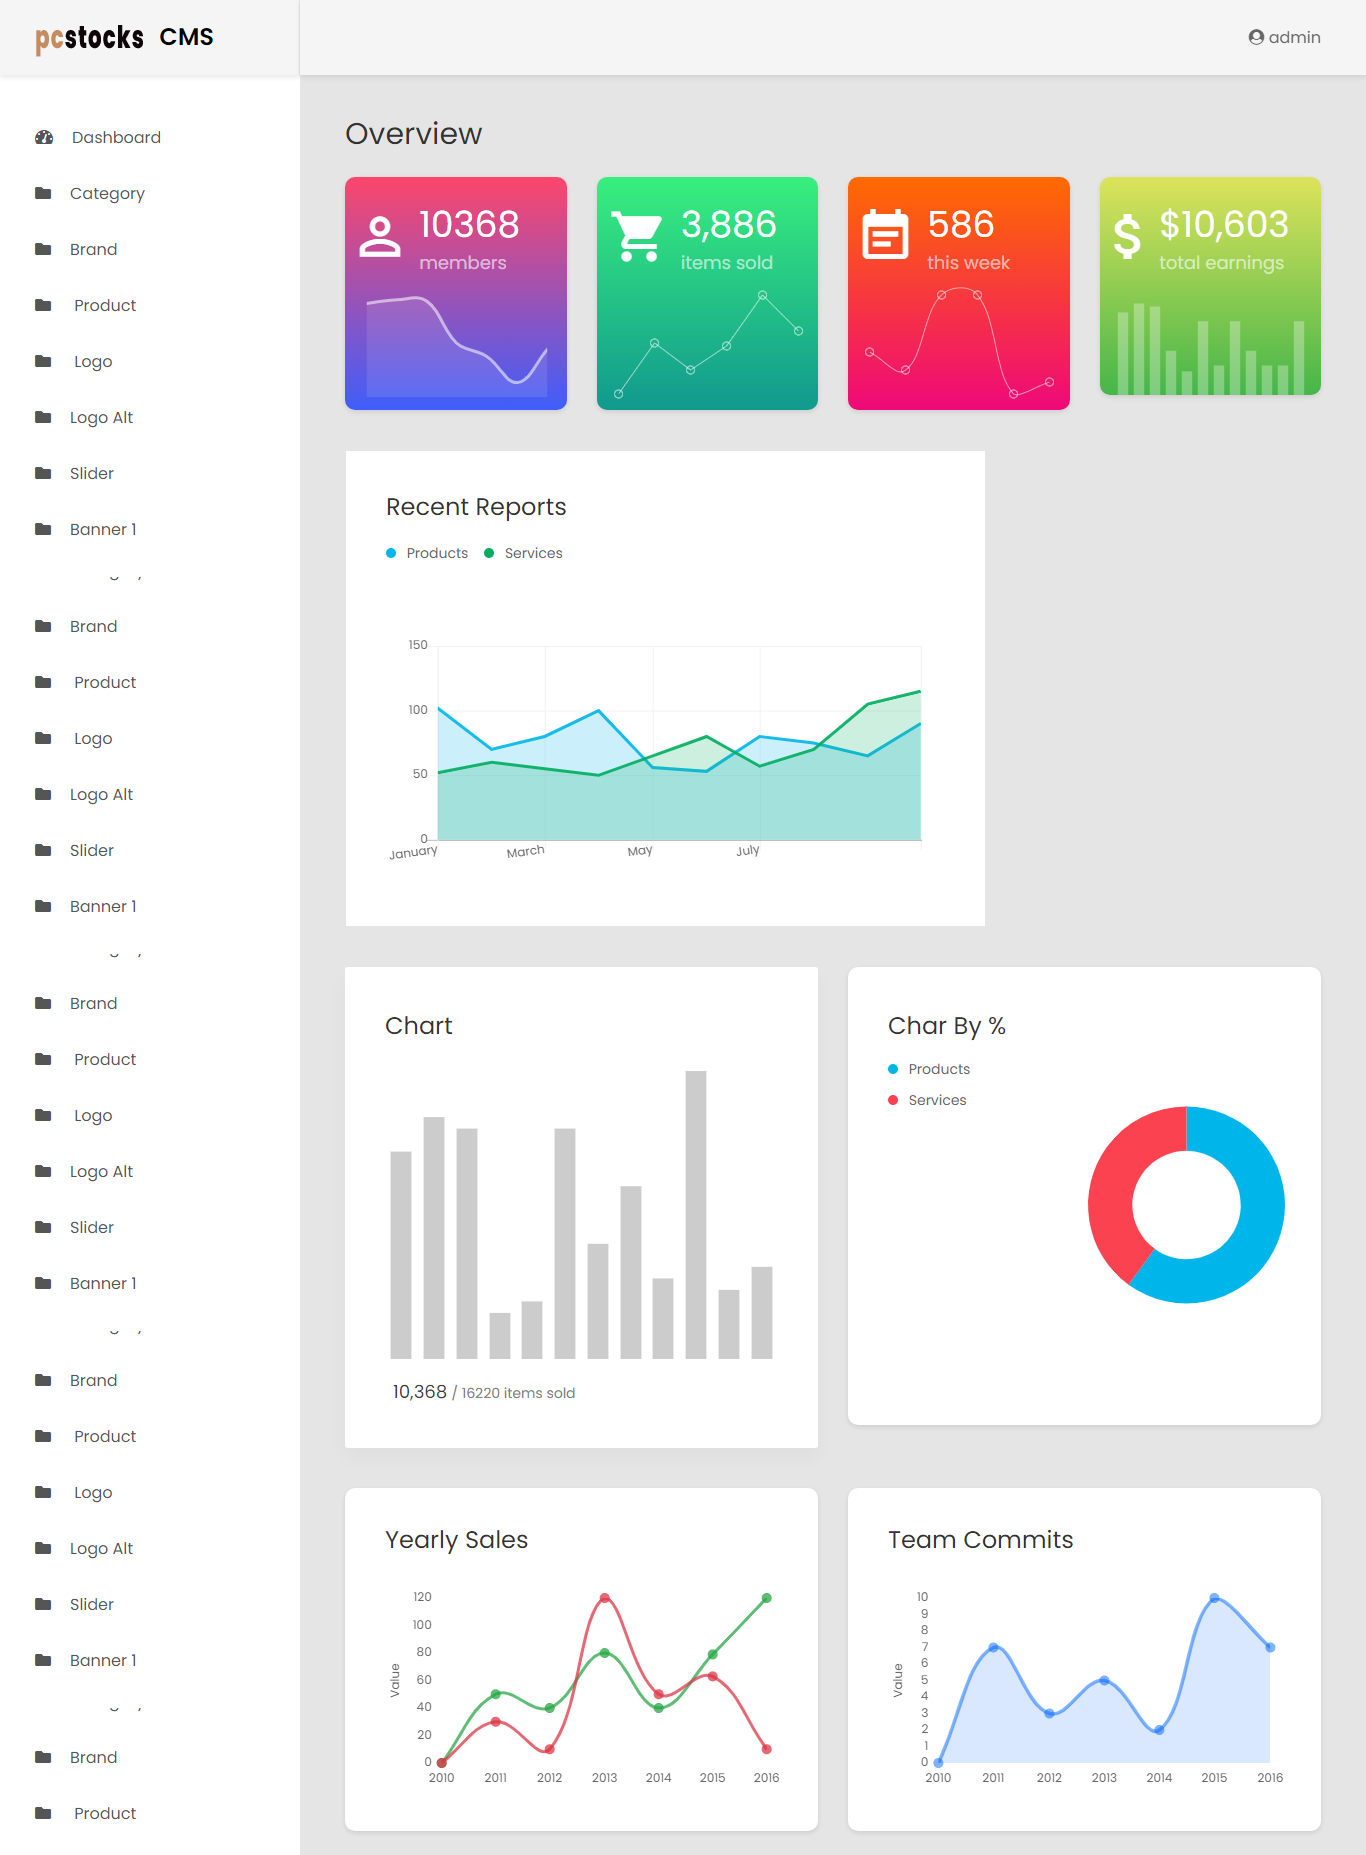 pcstocks CMS
admin
Dashboard
Category
Brand
Product
Logo
Logo Alt
Slider
Banner 1
Brand
Product
Logo
Logo Alt
Slider
Banner 1
Brand
Product
Logo
Logo Alt
Slider
Banner 1
Brand
Product
Logo
Logo Alt
Slider
Banner 1
Brand
Product
Overview
10368
members
3,886
items sold
586
this week
$10,603
total earnings
Recent Reports
Products Services
150
100
50
0
January March May July
Chart
10,368 / 16220 items sold
Char By %
Products
Services
Yearly Sales
120
100
80
60
40
20
0
Value
2010 2011 2012 2013 2014 2015 2016
Team Commits
10
9
8
7
6
5
4
3
2
1
0
Value
2010 2011 2012 2013 2014 2015 2016